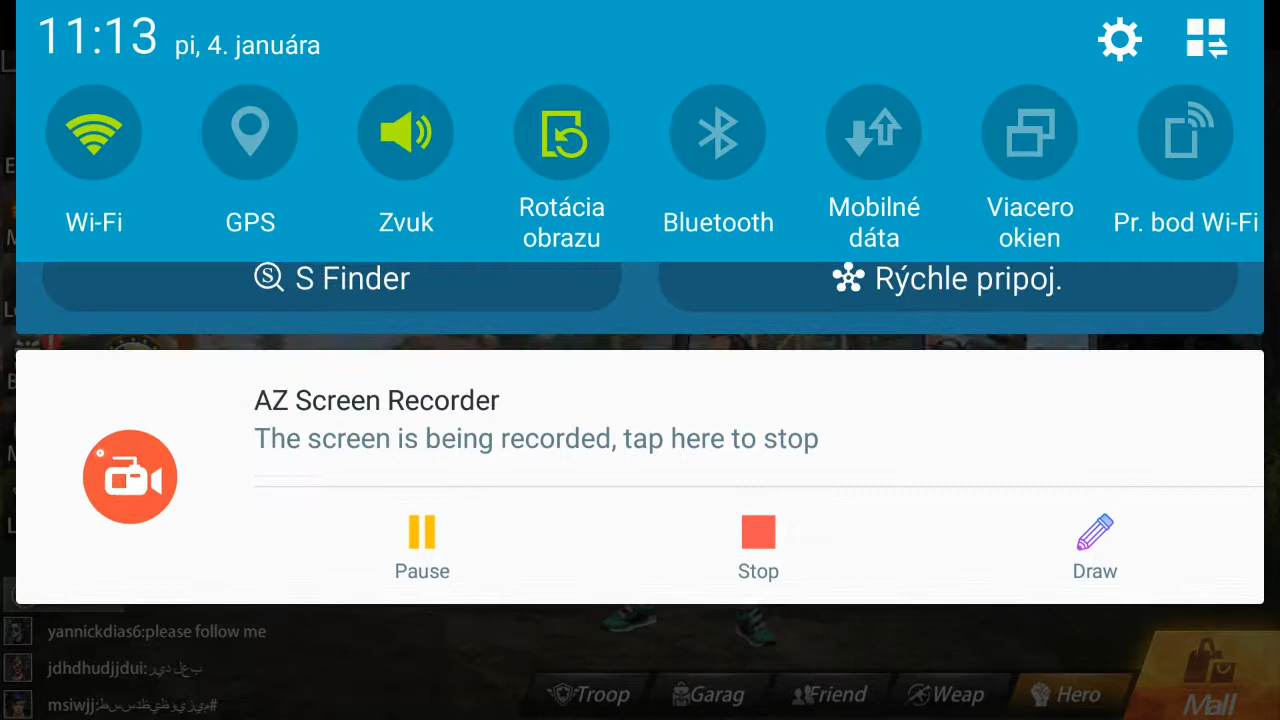 11:13 pi, 4. januára
Wi-Fi
GPS
Zvuk
Rotácia
obrazu
Bluetooth
Mobilné
dáta
Viacero
okien
Pr. bod Wi-Fi
S Finder
Rýchle pripoj.
AZ Screen Recorder
The screen is being recorded, tap here to stop
Pause
Stop
Draw
yannickdias6:please follow me
jdhdhudjjdui:
msiwjj:
Troop
Garag
Friend
Weap
Hero
Mall